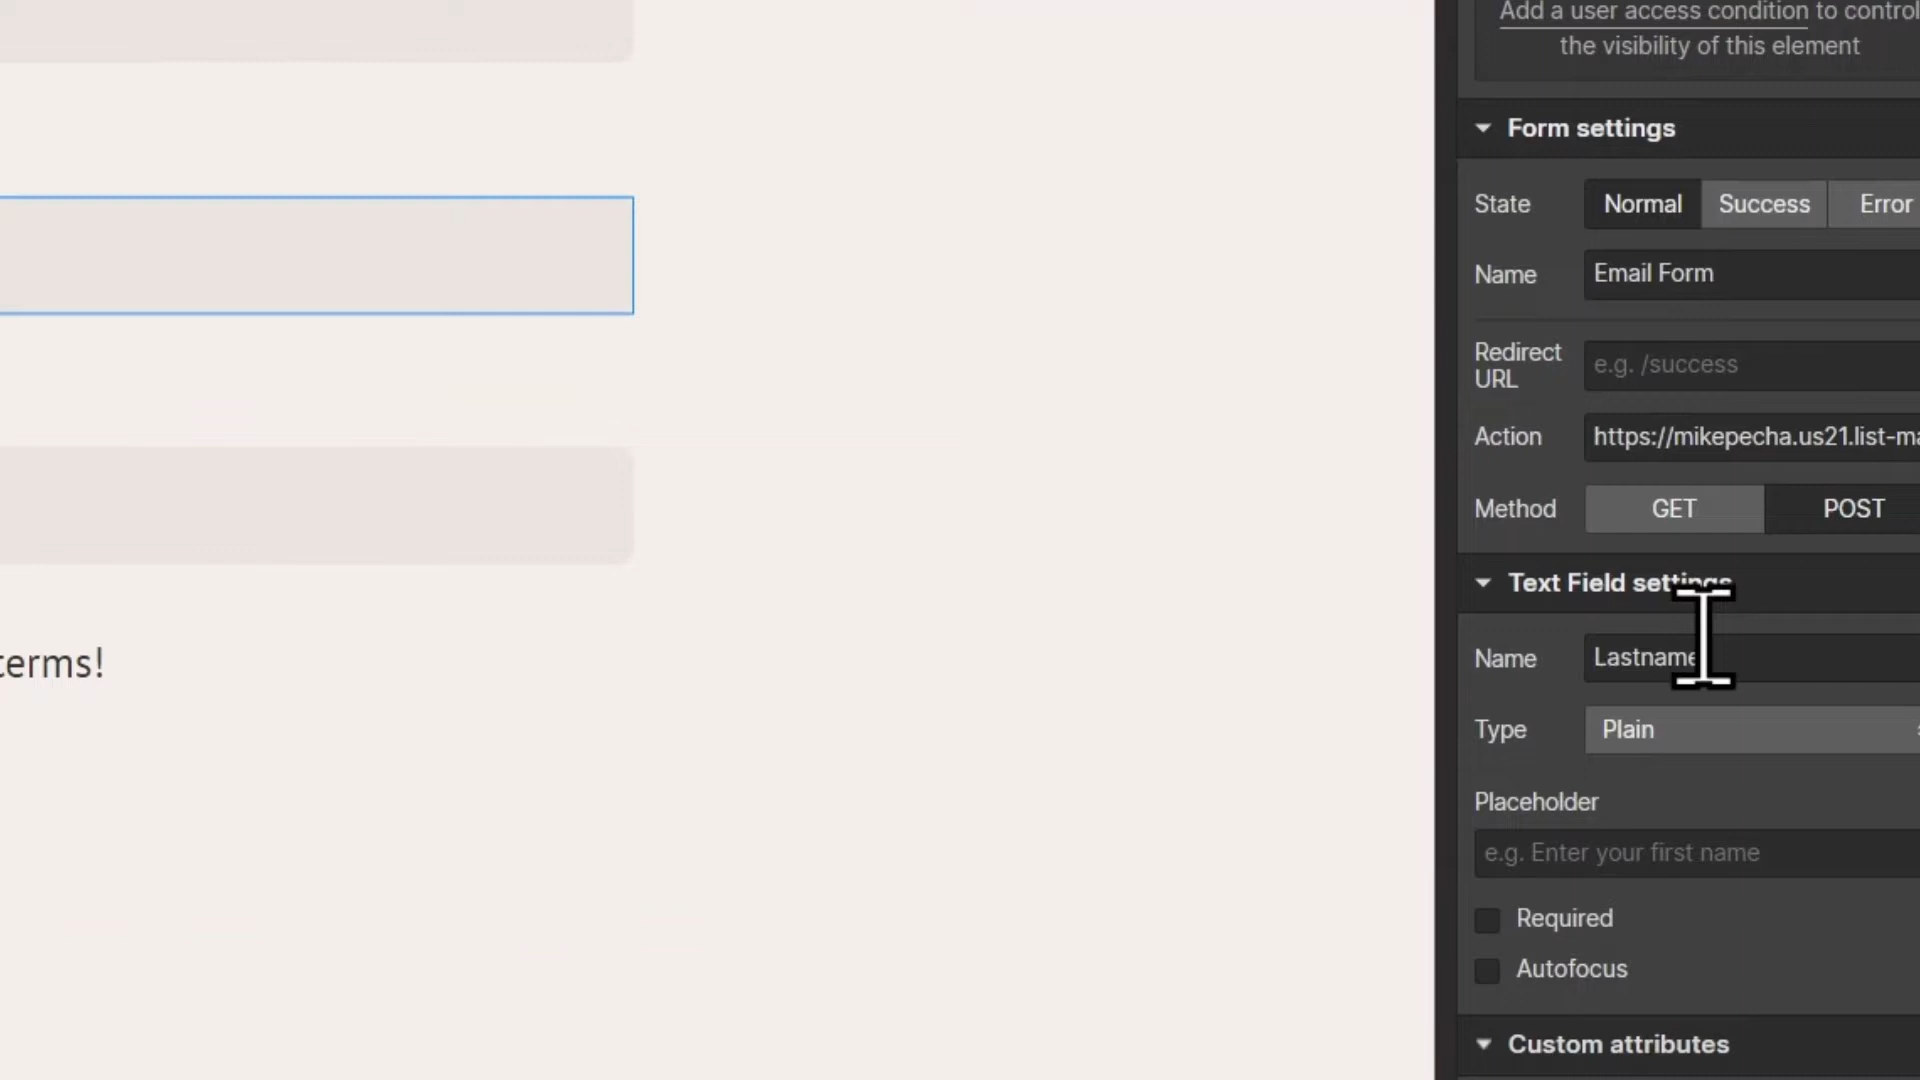 Add a user access condition to control
the visibility of this element
Form settings
State Normal Success Error
Name Email Form
Redirect URL e.g. /success
Action https://mikepecha.us21.list-ma
Method GET POST
Text Field settings
Name Lastname
Type Plain
Placeholder
e.g. Enter your first name
Required
Autofocus
Custom attributes
terms!